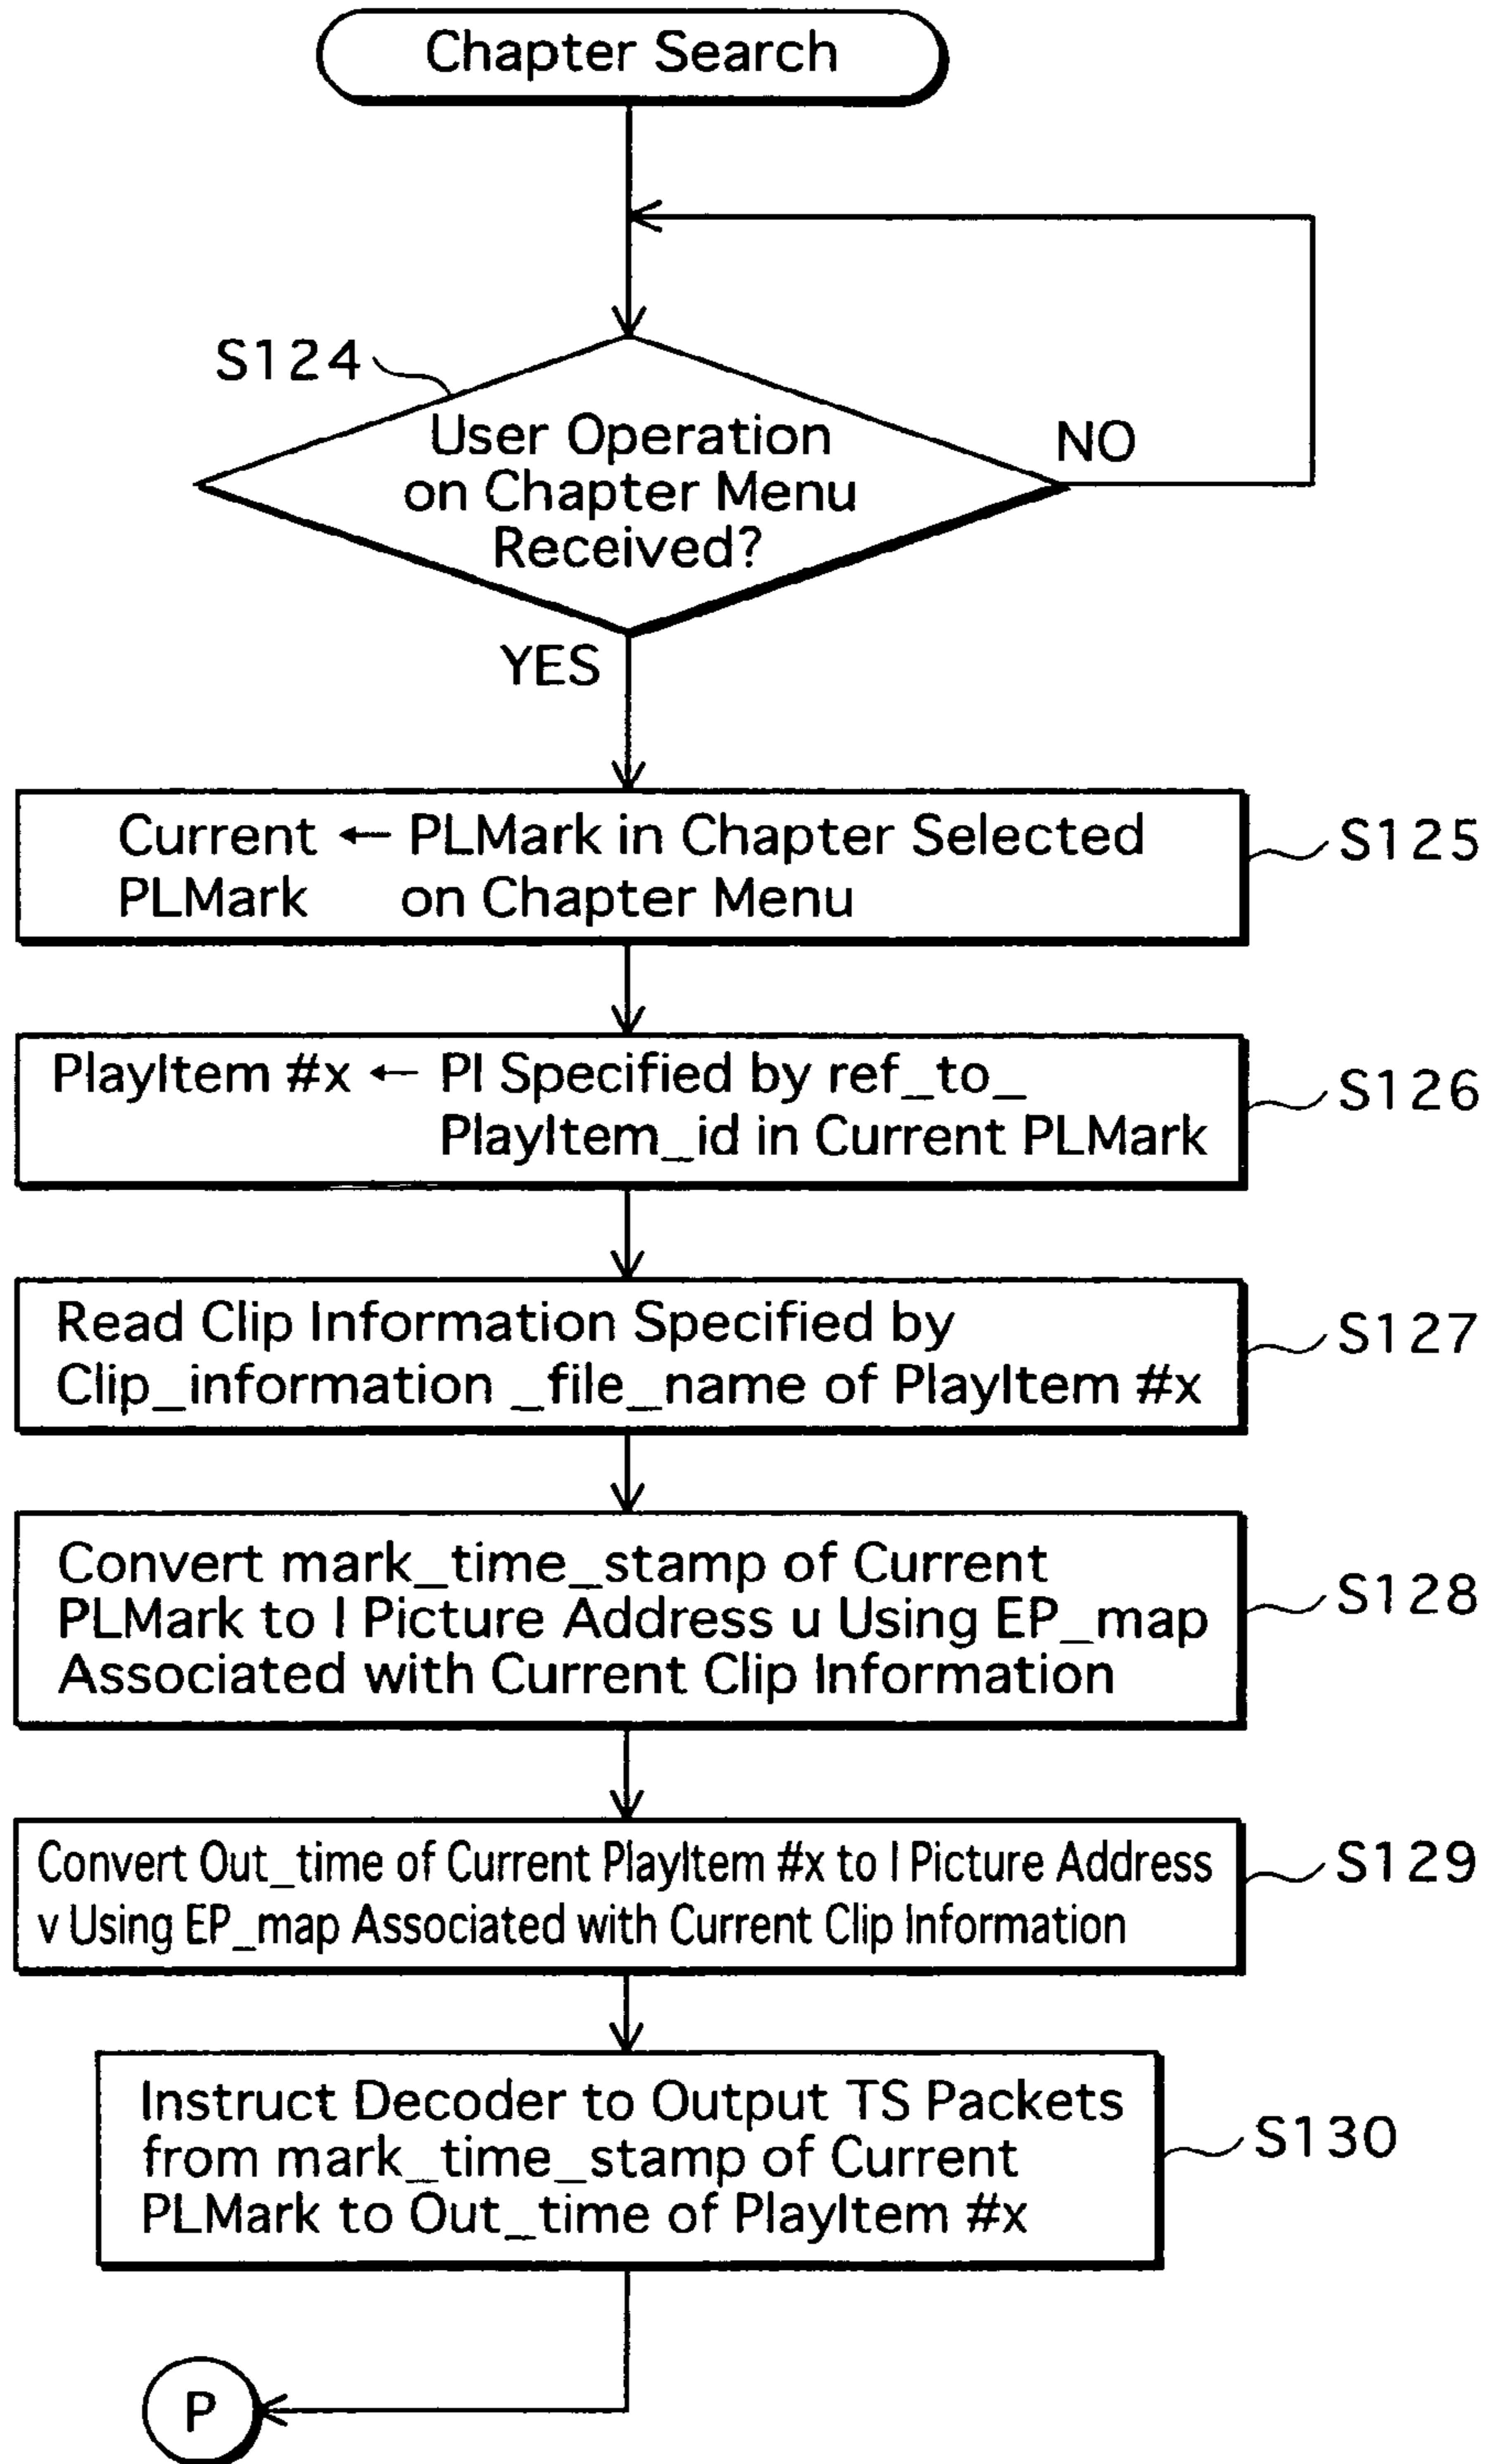 Chapter Search
S124
User Operation
on Chapter Menu
Received?
NO
YES
Current ← PLMark in Chapter Selected
PLMark on Chapter Menu
S125
PlayItem #x ← PI Specified by ref_to_
PlayItem_id in Current PLMark
S126
Read Clip Information Specified by
Clip_information _file_name of PlayItem #x
S127
Convert mark_time_stamp of Current
PLMark to I Picture Address u Using EP_map
Associated with Current Clip Information
S128
Convert Out_time of Current PlayItem #x to I Picture Address
v Using EP_map Associated with Current Clip Information
S129
Instruct Decoder to Output TS Packets
from mark_time_stamp of Current
PLMark to Out_time of PlayItem #x
S130
P